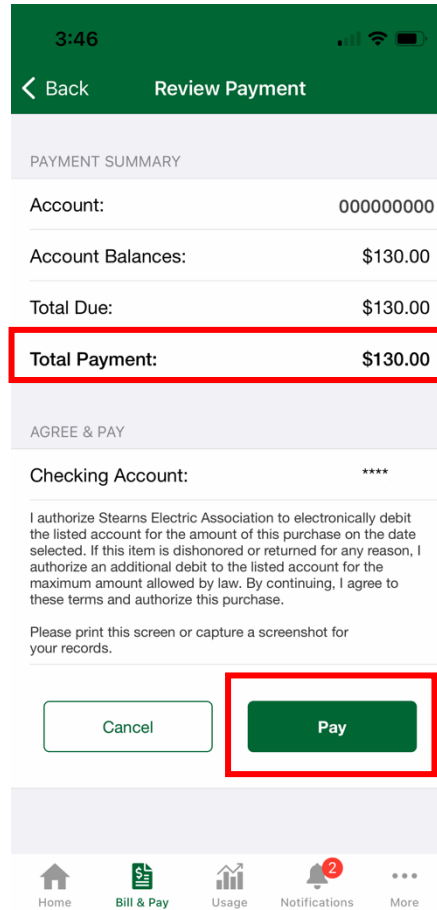 3:46
Back Review Payment
PAYMENT SUMMARY
Account: 000000000
Account Balances: $130.00
Total Due: $130.00
Total Payment: $130.00
AGREE & PAY
Checking Account: ****
I authorize Stearns Electric Association to electronically debit
the listed account for the amount of this purchase on the date
selected. If this item is dishonored or returned for any reason, I
authorize an additional debit to the listed account for the
maximum amount allowed by law. By continuing, I agree to
these terms and authorize this purchase.
Please print this screen or capture a screenshot for
your records.
Cancel Pay
2
Home Bill & Pay Usage Notifications More